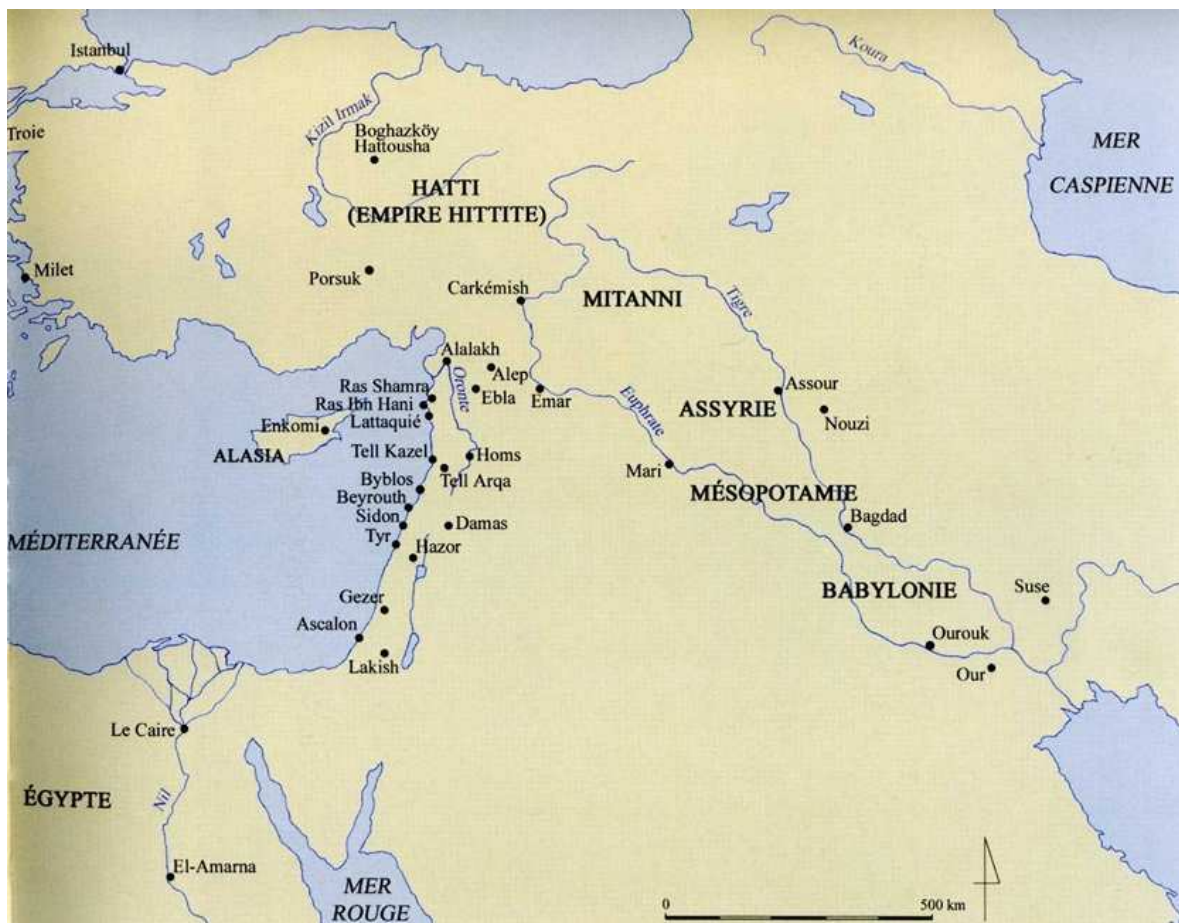 Istanbul
Koura
Troie
Kizil Irmak
Boghazköy
Hattousha
MER
CASPIENNE
HATTI
(EMPIRE HITTITE)
Milet
Porsuk
Carkémish
MITANNI
Tigre
Alalakh
Alep
Oronte
Ras Shamra
Ebla
Emar
Assour
Ras Ibn Hani
ASSYRIE
Nouzi
Euphrate
Enkomi
Lattaquié
ALASIA
Tell Kazel
Homs
Mari
Tell Arqa
Byblos
MÉSOPOTAMIE
Beyrouth
Sidon
Damas
Bagdad
MÉDITERRANÉE
Tyr
Hazor
BABYLONIE
Suse
Gezer
Ascalon
Ourouk
Lakish
Our
Le Caire
ÉGYPTE
Nil
El-Amarna
MER
ROUGE
0
500 km